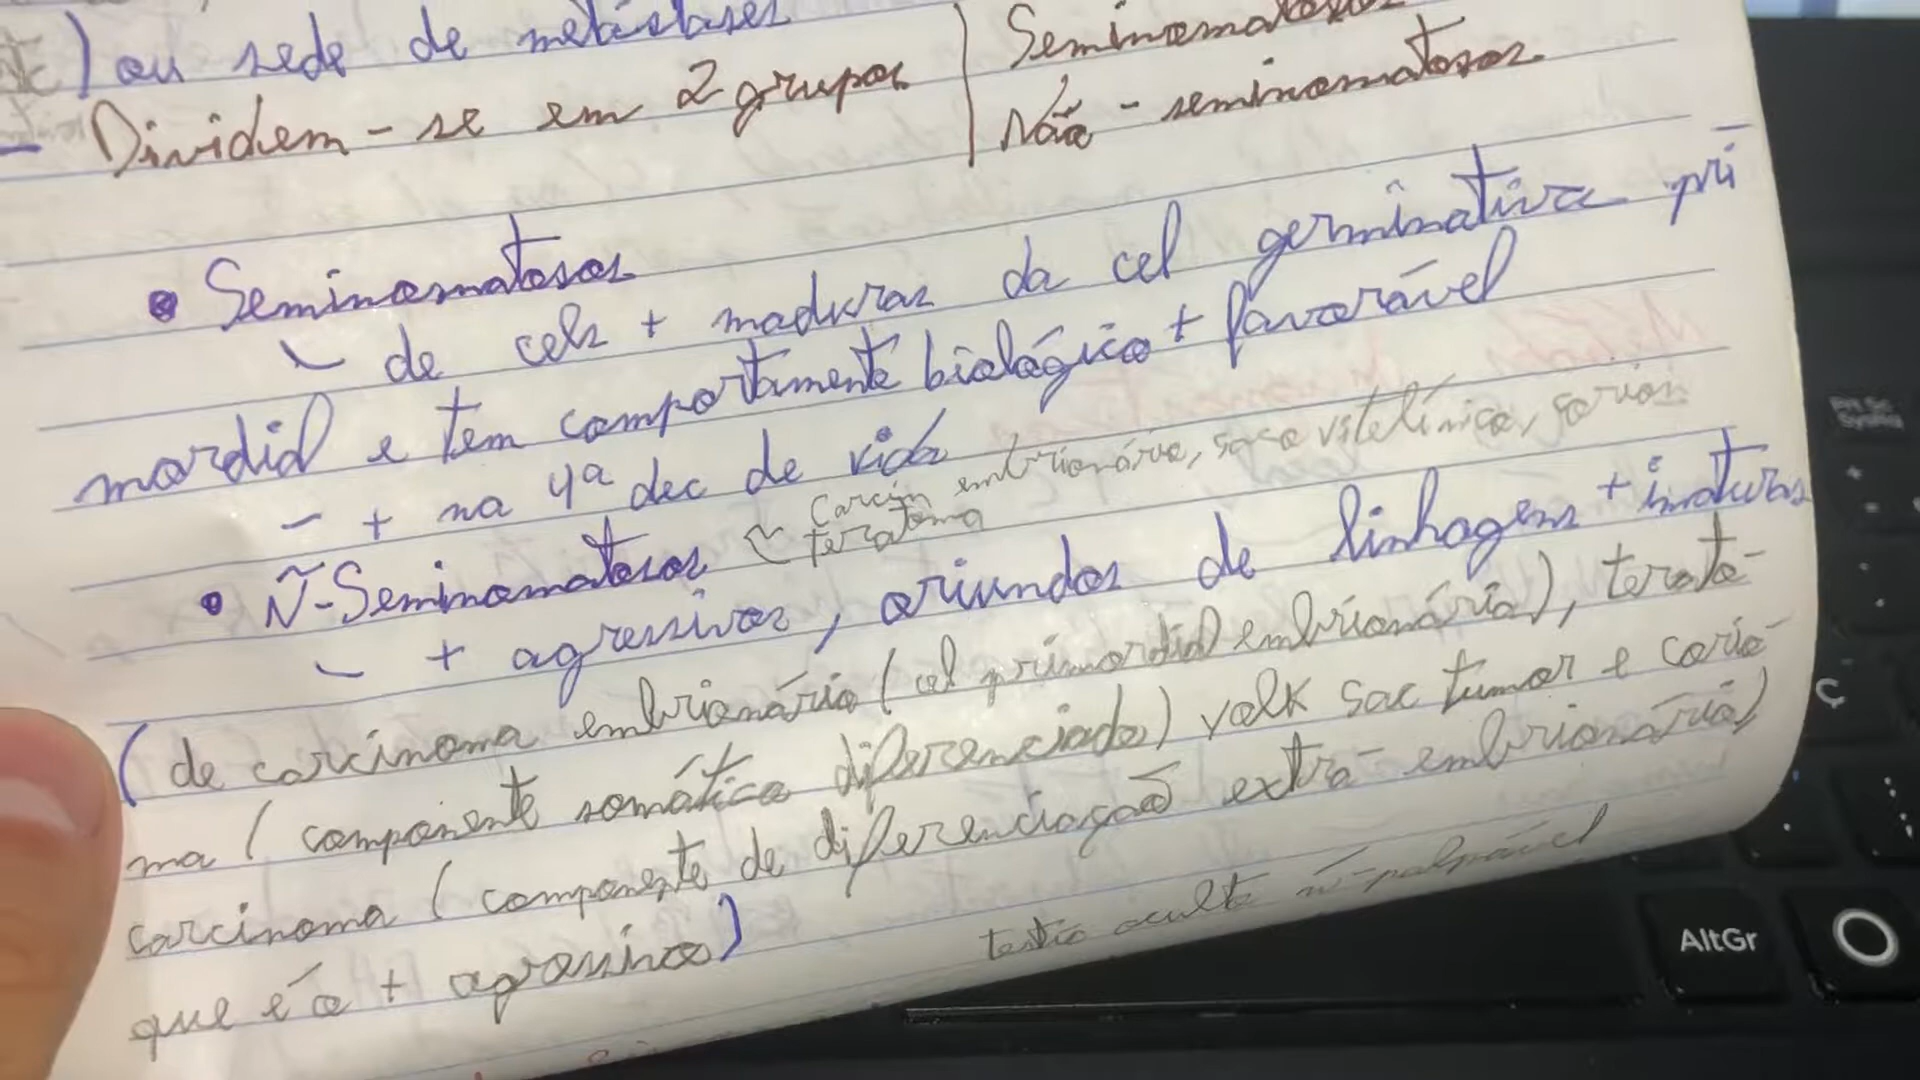 ) ou sede de metástases
- Dividem-se em 2 grupos | Seminomatosos
Não-seminomatosos
• Seminomatosos
- de cels + maduras da cel germinativa pri-
mordial e tem comportamento biológico + favorável
- + na 4ª dec de vida
• Ñ-Seminomatosos ~ carcin embrionário, saco vitelínico, corion
teratoma
- + agressivos, oriundos de linhagens + imaturas
(de carcinoma embrionário (cel primordial embrionária), terato-
ma (componente somático diferenciado) yolk sac tumor e corio-
carcinoma (componente de diferenciação extra-embrionária)
que é o + agressivo)
testic oculto ñ-palpável
AltGr
Ç